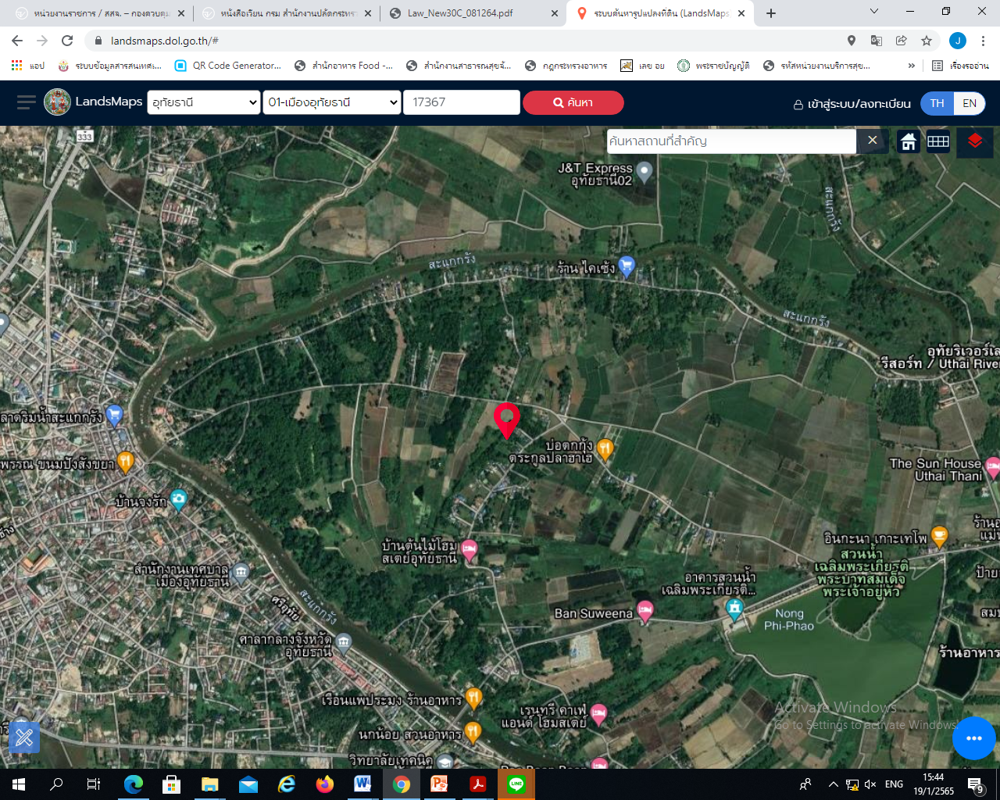 หน่วยงานราชการ / สสจ. – กองควบคุม
หนังสือเวียน กรม สำนักงานปลัดกระทรว
Law_New30C_081264.pdf
ระบบค้นหารูปแปลงที่ดิน (LandsMaps
landsmaps.dol.go.th/#
J
แอป
ระบบข้อมูลสารสนเทศเ...
QR Code Generator...
สำนักอาหาร Food -...
สำนักงานสาธารณสุขจั...
กฎกระทรวงอาหาร
เลข อย
พระราชบัญญัติ
รหัสหน่วยงานบริการสุข...
»
เรื่องรออ่าน
LandsMaps
อุทัยธานี
01-เมืองอุทัยธานี
17367
ค้นหา
เข้าสู่ระบบ/ลงทะเบียน
TH
EN
ค้นหาสถานที่สำคัญ
333
J&T Express
อุทัยธานี02
สะแกกรัง
สะแกกรัง
ร้าน ไคเช้ง
สะแกกรัง
อุทัยริเวอร์เล
รีสอร์ท / Uthai River
ลาดริมน้ำสะแกกรัง
บ่อตกกุ้ง
ตระกูลปลาฮาเฮ
พรรณ ขนมปังสังขยา
The Sun House
Uthai Thani
บ้านจงรัก
บ้านต้นไม้โฮม
สเตย์อุทัยธานี
อินกะนา เกาะเทโพ
สวนน้ำ
เฉลิมพระเกียรติ
พระบาทสมเด็จ
พระเจ้าอยู่หัว
สำนักงานเทศบาล
เมืองอุทัยธานี
อาคารสวนน้ำ
เฉลิมพระเกียรติ...
ศรีอุทัย
สะแกกรัง
Ban Suweena
Nong
Phi-Phao
ศาลากลางจังหวัด
อุทัยธานี
ร้านอาหาร
เรือนแพประมง ร้านอาหาร
เรนทรี คาเฟ่
แอนด์ โฮมสเตย์
นกน้อย สวนอาหาร
วิทยาลัยเทคนิค
Activate Windows
Go to Settings to activate Windows.
ENG
15:44
19/1/2565
9